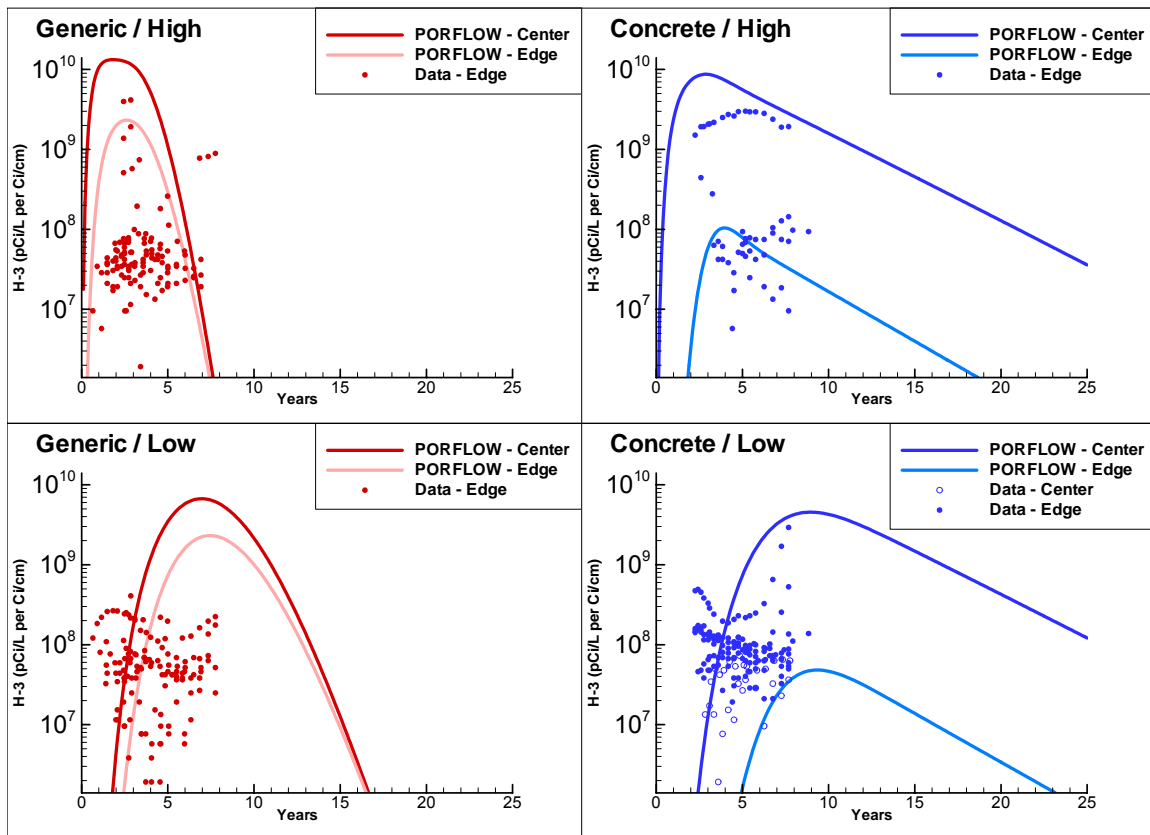 Generic / High
PORFLOW - Center
PORFLOW - Edge
Data - Edge
H-3 (pCi/L per Ci/cm)
10^10
10^9
10^8
10^7
0 5 10 15 20 25
Years
Concrete / High
PORFLOW - Center
PORFLOW - Edge
Data - Edge
H-3 (pCi/L per Ci/cm)
10^10
10^9
10^8
10^7
0 5 10 15 20 25
Years
Generic / Low
PORFLOW - Center
PORFLOW - Edge
Data - Edge
H-3 (pCi/L per Ci/cm)
10^10
10^9
10^8
10^7
0 5 10 15 20 25
Years
Concrete / Low
PORFLOW - Center
PORFLOW - Edge
Data - Center
Data - Edge
H-3 (pCi/L per Ci/cm)
10^10
10^9
10^8
10^7
0 5 10 15 20 25
Years